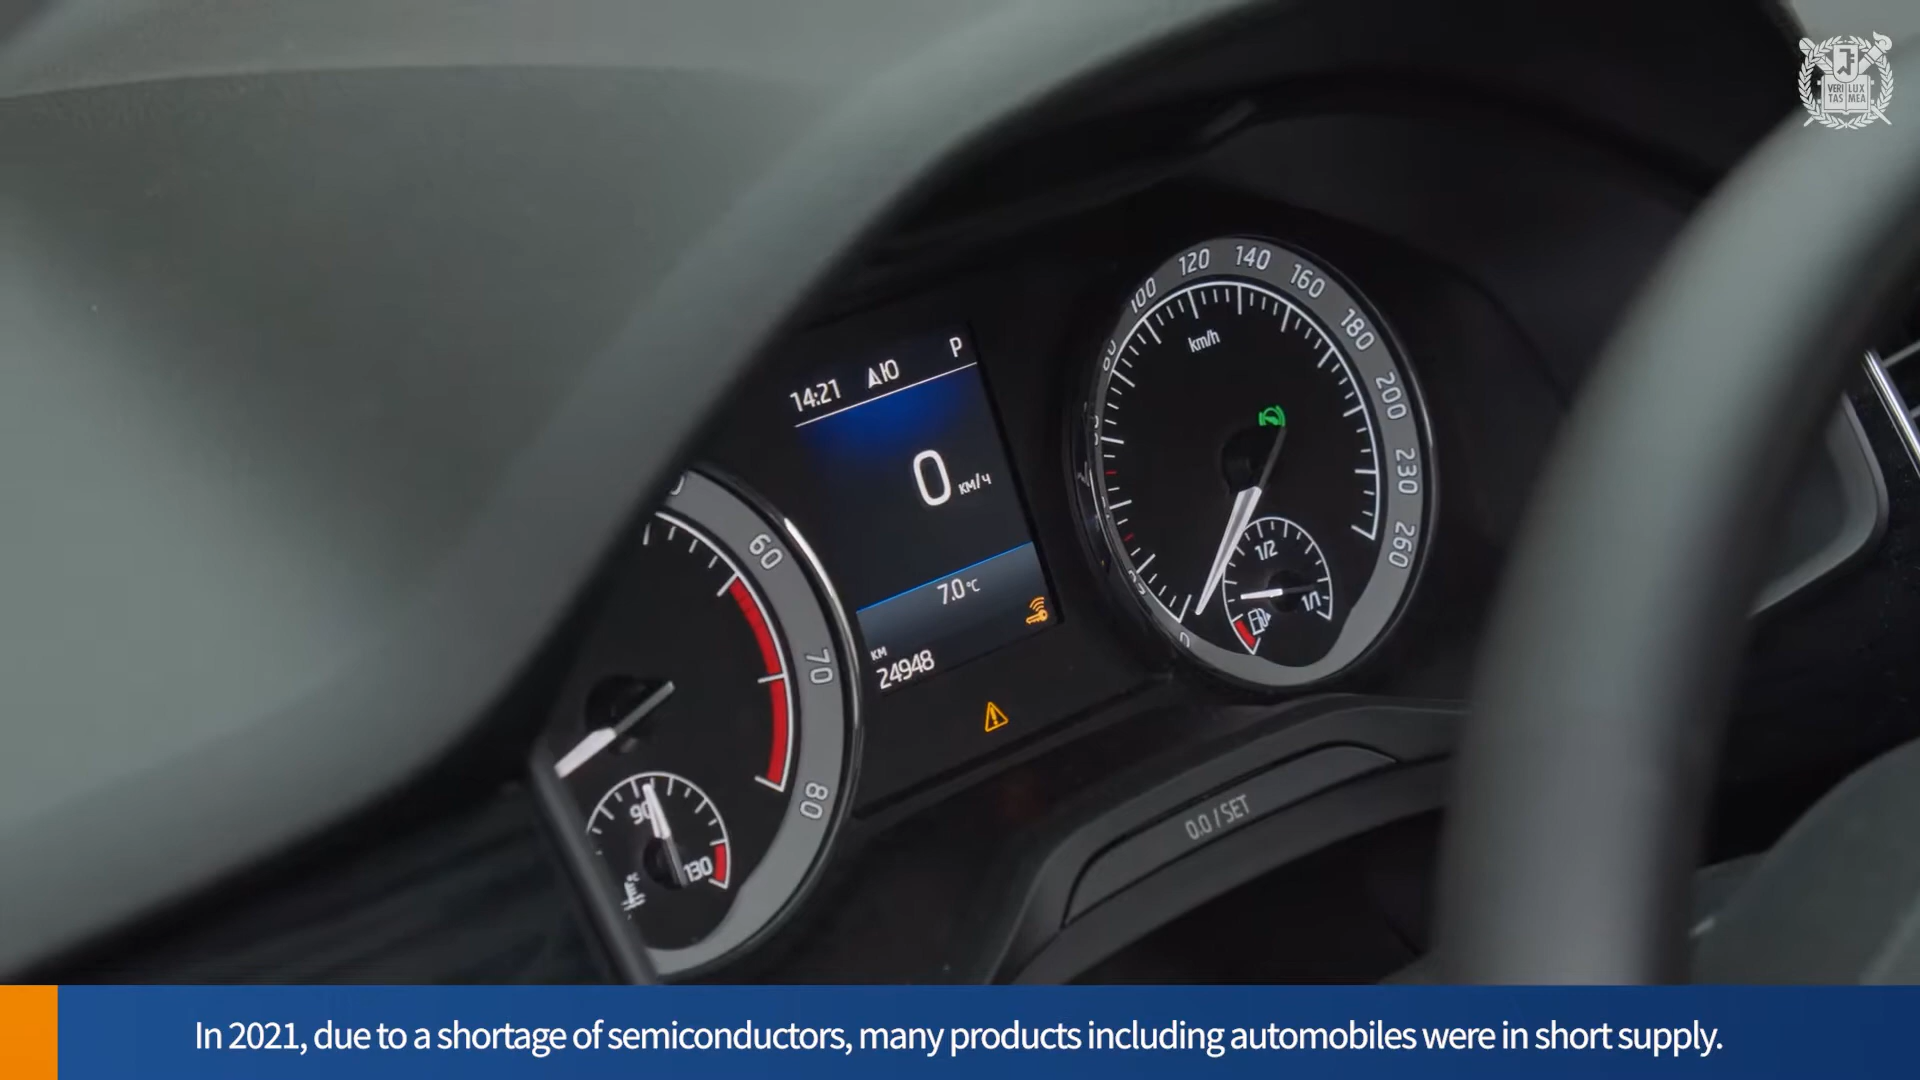 VERI LUX
TAS MEA
14:21 ΔЮ P
0 км/ч
7.0 °C
КМ
24948
60
70
80
90
130
100
120
140
160
180
200
230
260
km/h
0
1/2
1/1
0.0 / SET
In 2021, due to a shortage of semiconductors, many products including automobiles were in short supply.